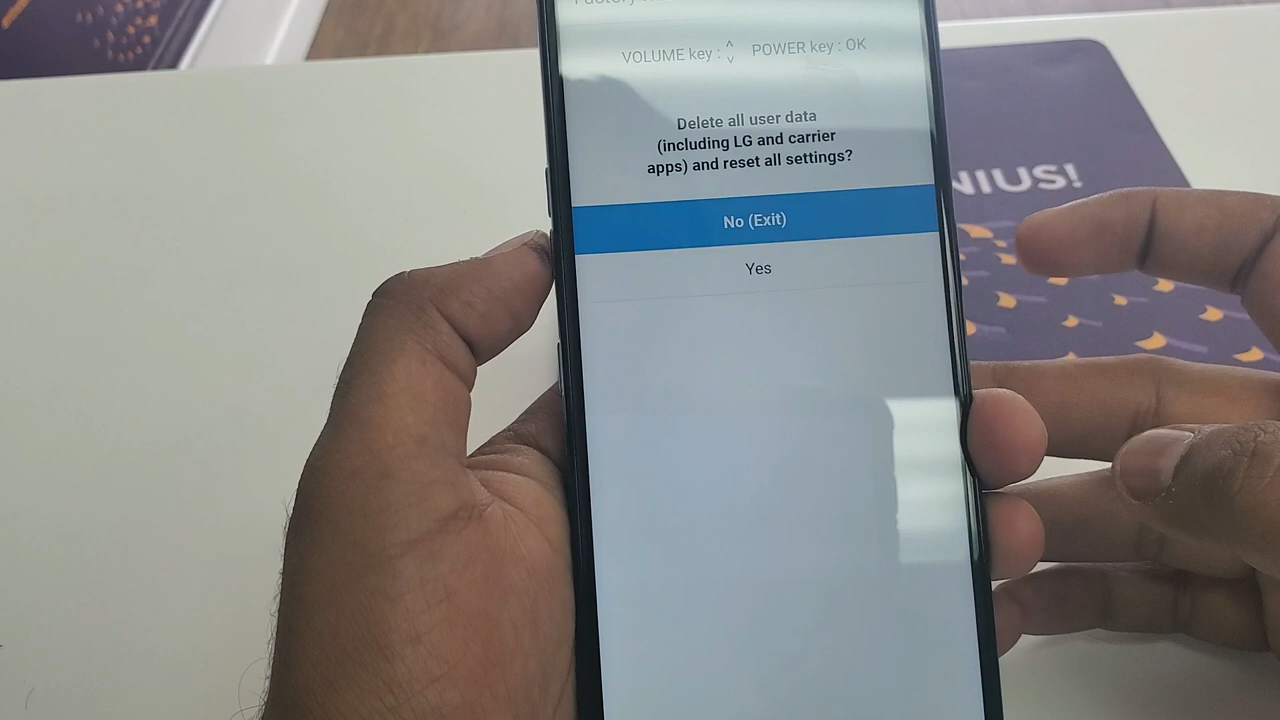 VOLUME key : ^ v POWER key : OK
Delete all user data
(including LG and carrier
apps) and reset all settings?
No (Exit)
Yes
NIUS!